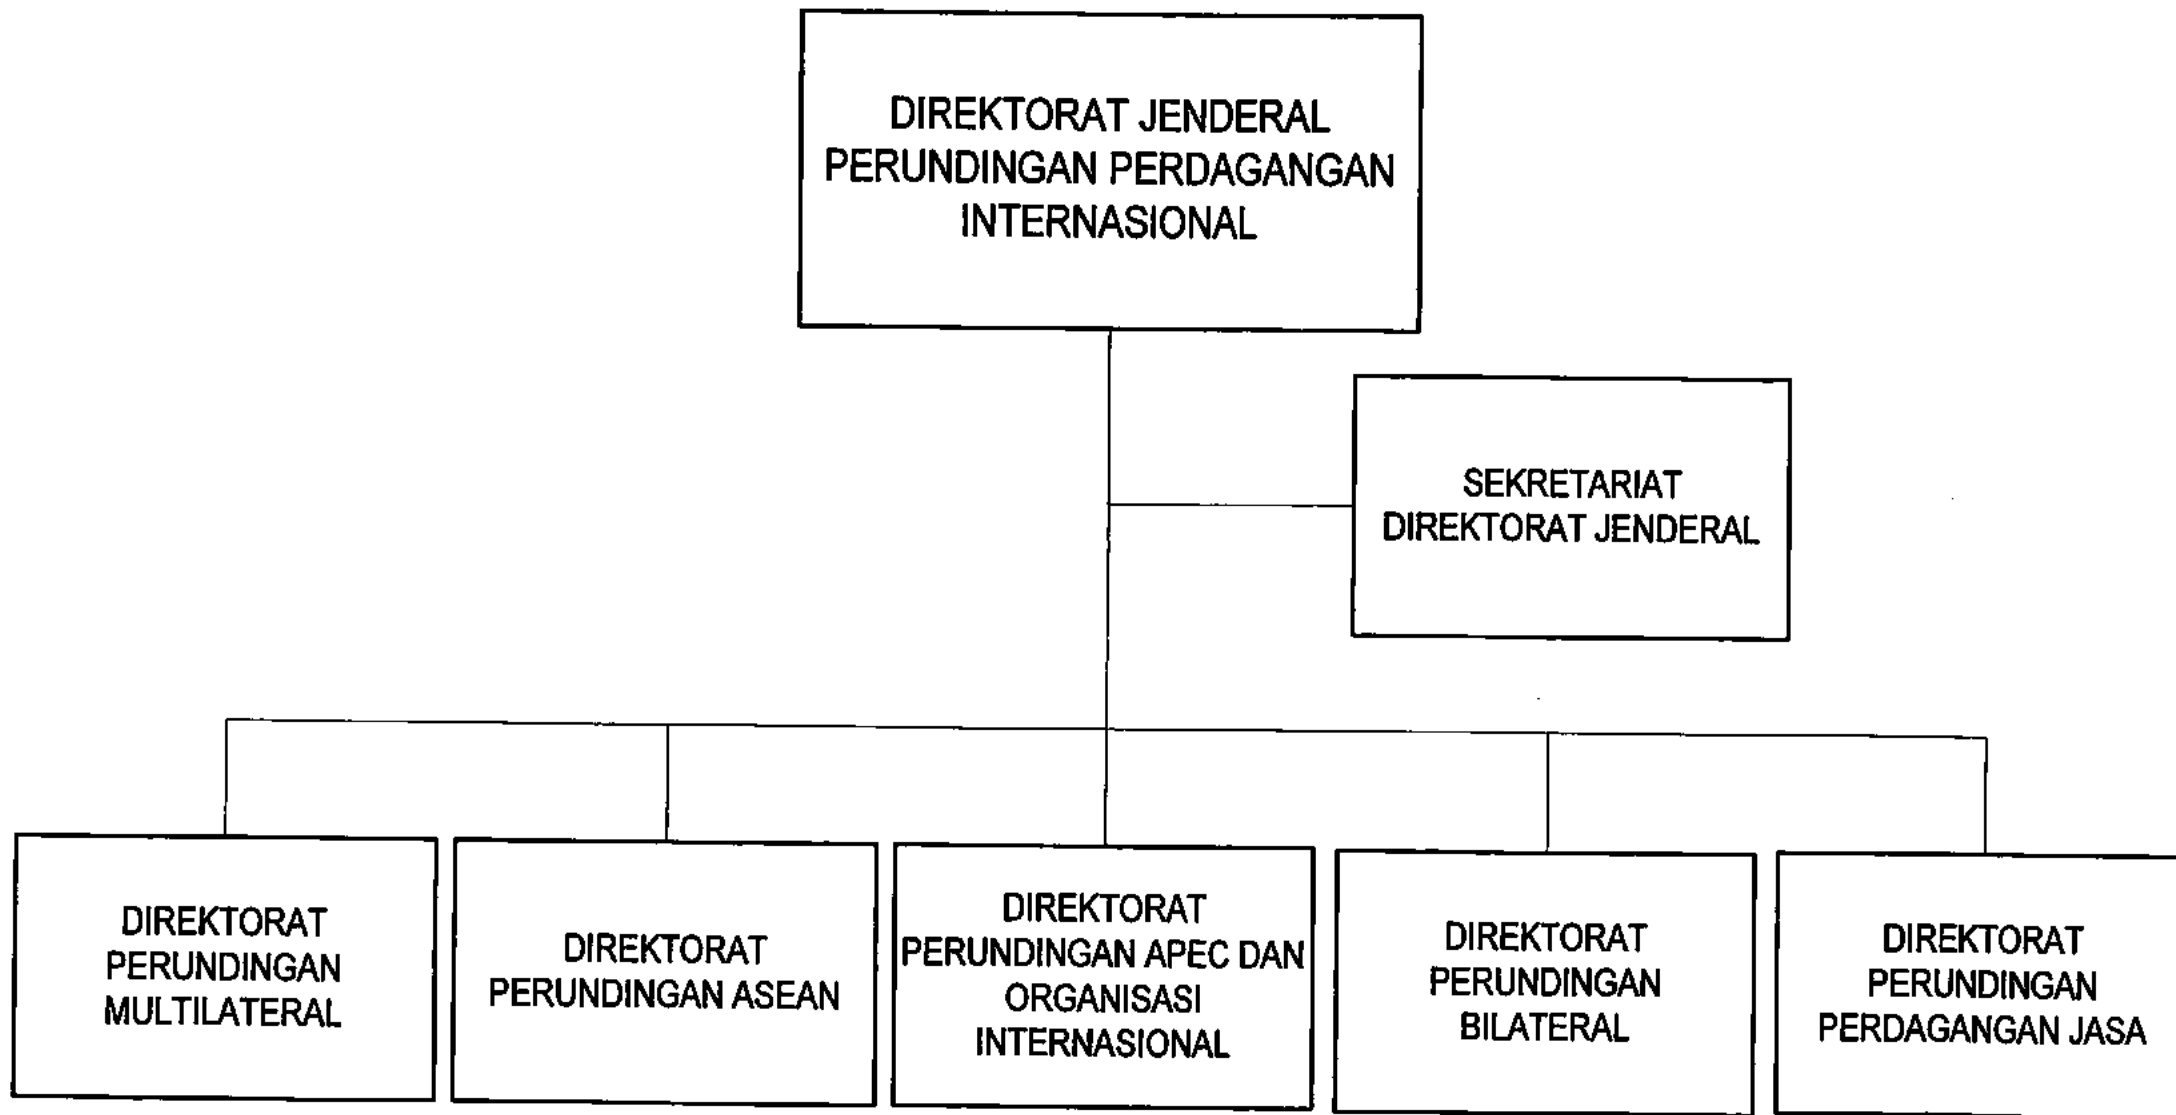 DIREKTORAT JENDERAL
PERUNDINGAN PERDAGANGAN
INTERNASIONAL
SEKRETARIAT
DIREKTORAT JENDERAL
DIREKTORAT
PERUNDINGAN
MULTILATERAL
DIREKTORAT
PERUNDINGAN ASEAN
DIREKTORAT
PERUNDINGAN APEC DAN
ORGANISASI
INTERNASIONAL
DIREKTORAT
PERUNDINGAN
BILATERAL
DIREKTORAT
PERUNDINGAN
PERDAGANGAN JASA